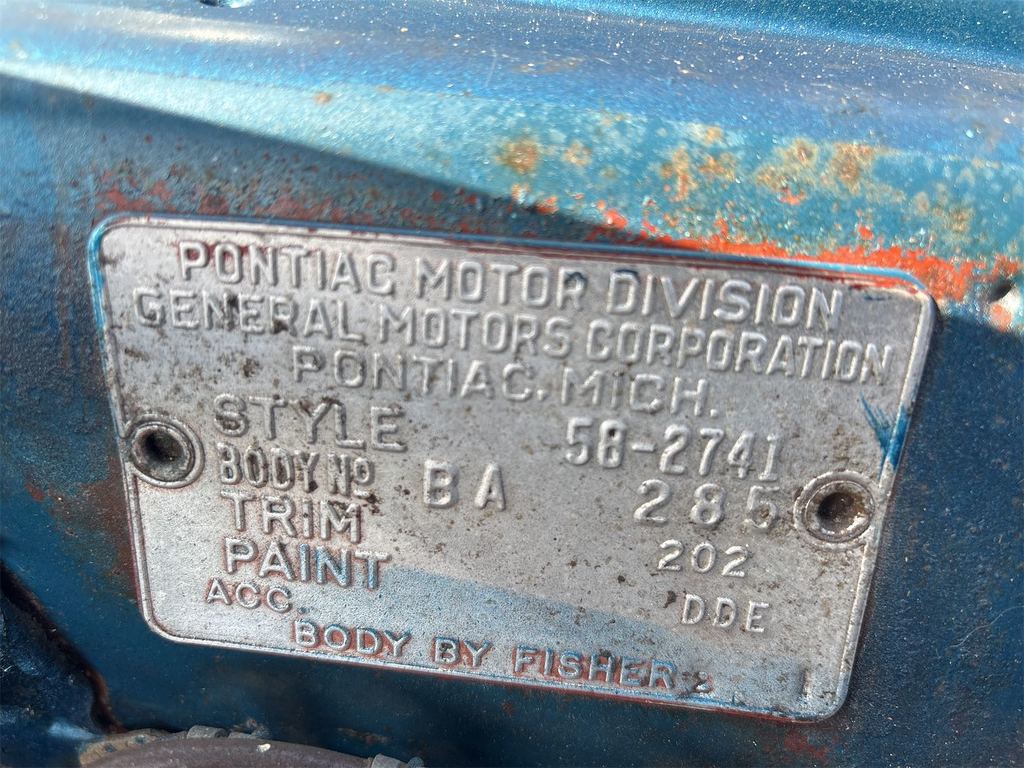 PONTIAC MOTOR DIVISION
GENERAL MOTORS CORPORATION
PONTIAC, MICH.
STYLE 58-2741
BODY Nº BA 285
TRIM 202
PAINT DDE
ACC.
BODY BY FISHER